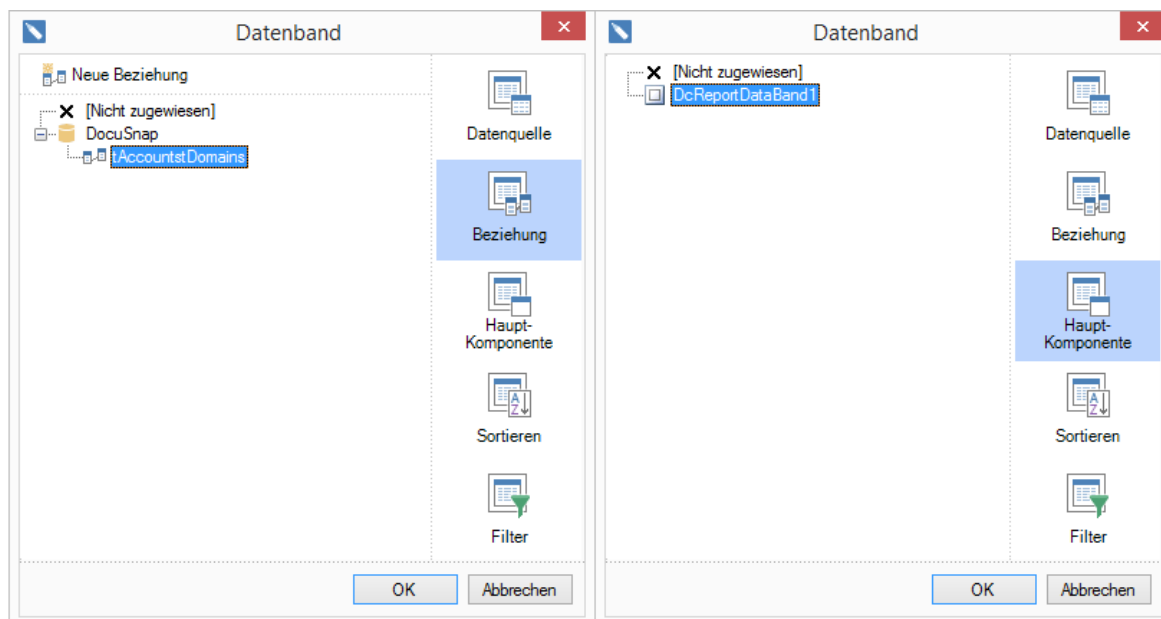 Datenband
Neue Beziehung
[Nicht zugewiesen]
DocuSnap
tAccountstDomains
Datenquelle
Beziehung
Haupt-
Komponente
Sortieren
Filter
OK
Abbrechen
Datenband
[Nicht zugewiesen]
DcReportDataBand1
Datenquelle
Beziehung
Haupt-
Komponente
Sortieren
Filter
OK
Abbrechen